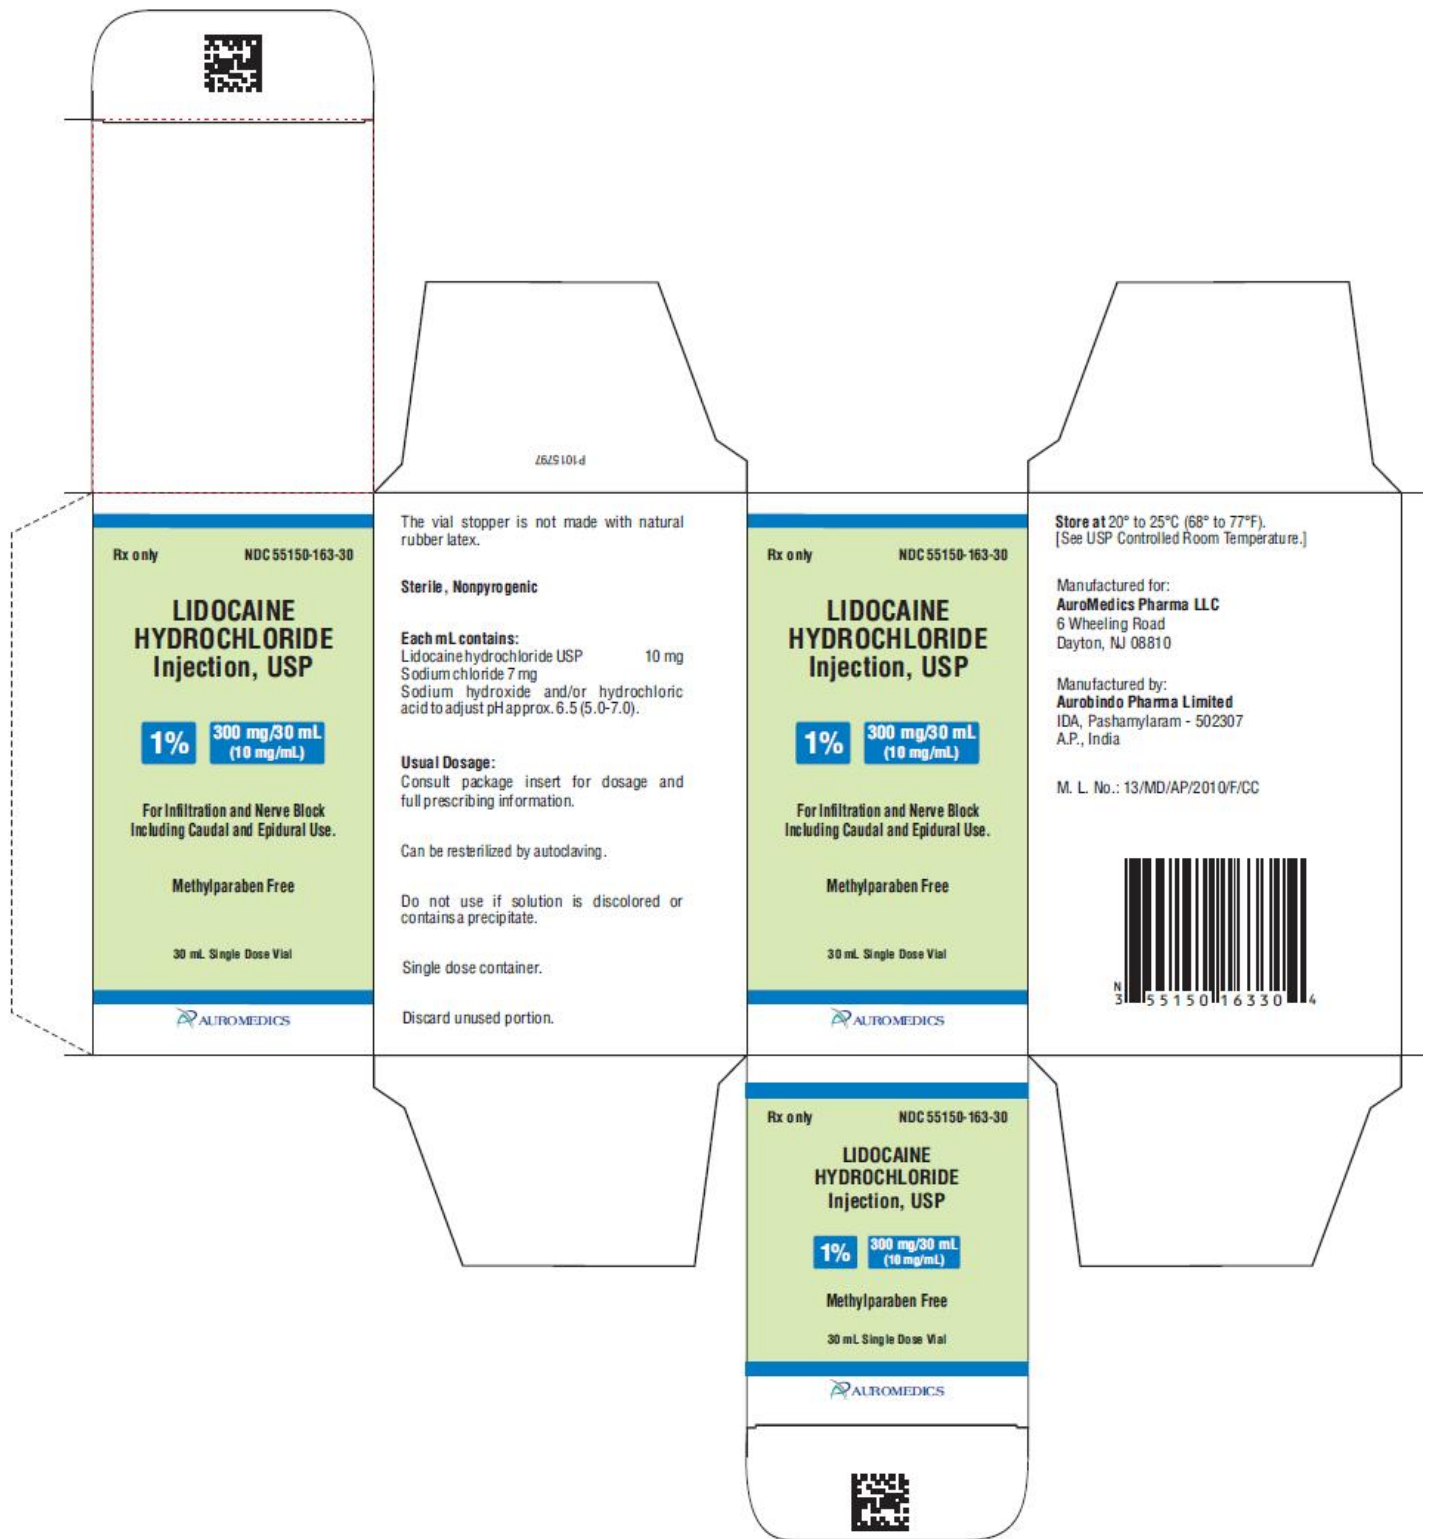 P1015797
Rx only NDC 55150-163-30
LIDOCAINE
HYDROCHLORIDE
Injection, USP
1% 300 mg/30 mL
(10 mg/mL)
For Infiltration and Nerve Block
Including Caudal and Epidural Use.
Methylparaben Free
30 mL Single Dose Vial
AUROMEDICS
The vial stopper is not made with natural
rubber latex.
Sterile, Nonpyrogenic
Each mL contains:
Lidocaine hydrochloride USP 10 mg
Sodium chloride 7 mg
Sodium hydroxide and/or hydrochloric
acid to adjust pH approx. 6.5 (5.0-7.0).
Usual Dosage:
Consult package insert for dosage and
full prescribing information.
Can be resterilized by autoclaving.
Do not use if solution is discolored or
contains a precipitate.
Single dose container.
Discard unused portion.
Rx only NDC 55150-163-30
LIDOCAINE
HYDROCHLORIDE
Injection, USP
1% 300 mg/30 mL
(10 mg/mL)
For Infiltration and Nerve Block
Including Caudal and Epidural Use.
Methylparaben Free
30 mL Single Dose Vial
AUROMEDICS
Store at 20° to 25°C (68° to 77°F).
[See USP Controlled Room Temperature.]
Manufactured for:
AuroMedics Pharma LLC
6 Wheeling Road
Dayton, NJ 08810
Manufactured by:
Aurobindo Pharma Limited
IDA, Pashamylaram - 502307
A.P., India
M. L. No.: 13/MD/AP/2010/F/CC
N
3 55150 16330 4
Rx only NDC 55150-163-30
LIDOCAINE
HYDROCHLORIDE
Injection, USP
1% 300 mg/30 mL
(10 mg/mL)
Methylparaben Free
30 mL Single Dose Vial
AUROMEDICS